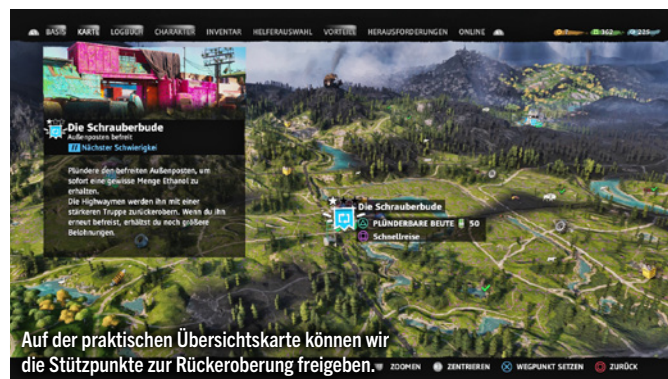 BASIS KARTE LOGBUCH CHARAKTER INVENTAR HELFERAUSWAHL VORTEILE HERAUSFORDERUNGEN ONLINE
Die Schrauberbude
Außenposten befreit
// Nächster Schwierigkei
Plündere den befreiten Außenposten, um
sofort eine gewisse Menge Ethanol zu
erhalten.
Die Highwaymen werden ihn mit einer
stärkeren Truppe zurückerobern. Wenn du ihn
erneut befreist, erhältst du noch größere
Belohnungen.
Die Schrauberbude
PLÜNDERBARE BEUTE 50
Schnellreise
Auf der praktischen Übersichtskarte können wir
die Stützpunkte zur Rückeroberung freigeben.
ZOOMEN ZENTRIEREN WEGPUNKT SETZEN ZURÜCK